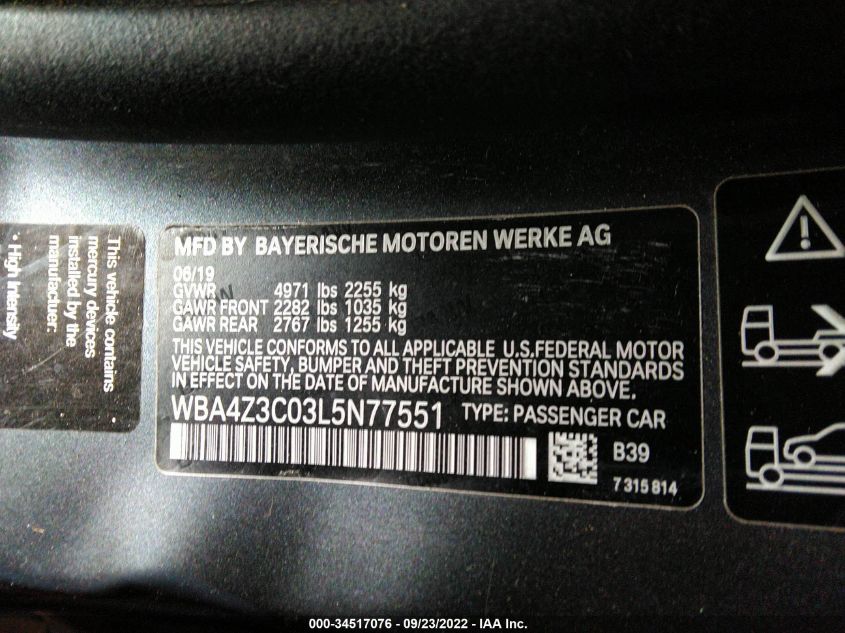 MFD BY BAYERISCHE MOTOREN WERKE AG
06/19
GVWR 4971 lbs 2255 kg
GAWR FRONT 2282 lbs 1035 kg
GAWR REAR 2767 lbs 1255 kg
THIS VEHICLE CONFORMS TO ALL APPLICABLE U.S.FEDERAL MOTOR
VEHICLE SAFETY, BUMPER AND THEFT PREVENTION STANDARDS
IN EFFECT ON THE DATE OF MANUFACTURE SHOWN ABOVE.
WBA4Z3C03L5N77551 TYPE: PASSENGER CAR
B39
7 315 814
This vehicle contains
mercury devices
installed by the
manufacturer:
• High Intensity
000-34517076 — 09/23/2022 — IAA Inc.